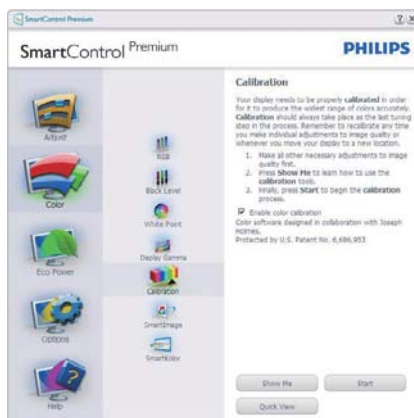 SmartControl Premium
SmartControl Premium
PHILIPS
Adjust
Color
Eco Power
Options
Help
RGB
Black Level
White Point
Display Gamma
Calibration
SmartImage
SmartKolor
Calibration
Your display needs to be properly calibrated in order
for it to produce the widest range of colors accurately.
Calibration should always take place as the last tuning
step in the process. Remember to recalibrate any time
you make individual adjustments to image quality or
whenever you move your display to a new location.
1. Make all other necessary adjustments to image
quality first.
2. Press Show Me to learn how to use the
calibration tools.
3. Finally, press Start to begin the calibration
process.
Enable color calibration
Color software designed in collaboration with Joseph
Homes.
Protected by U.S. Patent No. 6,686,953
Show Me
Start
Quick View